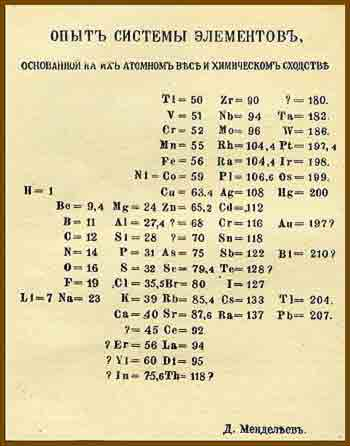 ОПЫТЪ СИСТЕМЫ ЭЛЕМЕНТОВЪ,
ОСНОВАННОЙ НА ИХЪ АТОМНОМЪ ВѢСѢ И ХИМИЧЕСКОМЪ СХОДСТВѢ
Ti = 50 Zr = 90 ? = 180.
V = 51 Nb = 94 Ta = 182.
Cr = 52 Mo = 96 W = 186.
Mn = 55 Rh = 104,4 Pt = 197,4
Fe = 56 Ra = 104,4 Ir = 198.
Ni = Co = 59 Pl = 106,6 Os = 199.
H = 1 Cu = 63,4 Ag = 108 Hg = 200
Be = 9,4 Mg = 24 Zn = 65,2 Cd = 112
B = 11 Al = 27,4 ? = 68 Cr = 116 Au = 197?
C = 12 Si = 28 ? = 70 Sn = 118
N = 14 P = 31 As = 75 Sb = 122 Bi = 210?
O = 16 S = 32 Se = 79,4 Te = 128?
F = 19 Cl = 35,5 Br = 80 I = 127
Li = 7 Na = 23 K = 39 Rb = 85,4 Cs = 133 Tl = 204.
Ca = 40 Sr = 87,6 Ra = 137 Pb = 207.
? = 45 Ce = 92
? Er = 56 La = 94
? Yt = 60 Di = 95
? In = 75,6 Th = 118?
Д. Менделѣевъ.